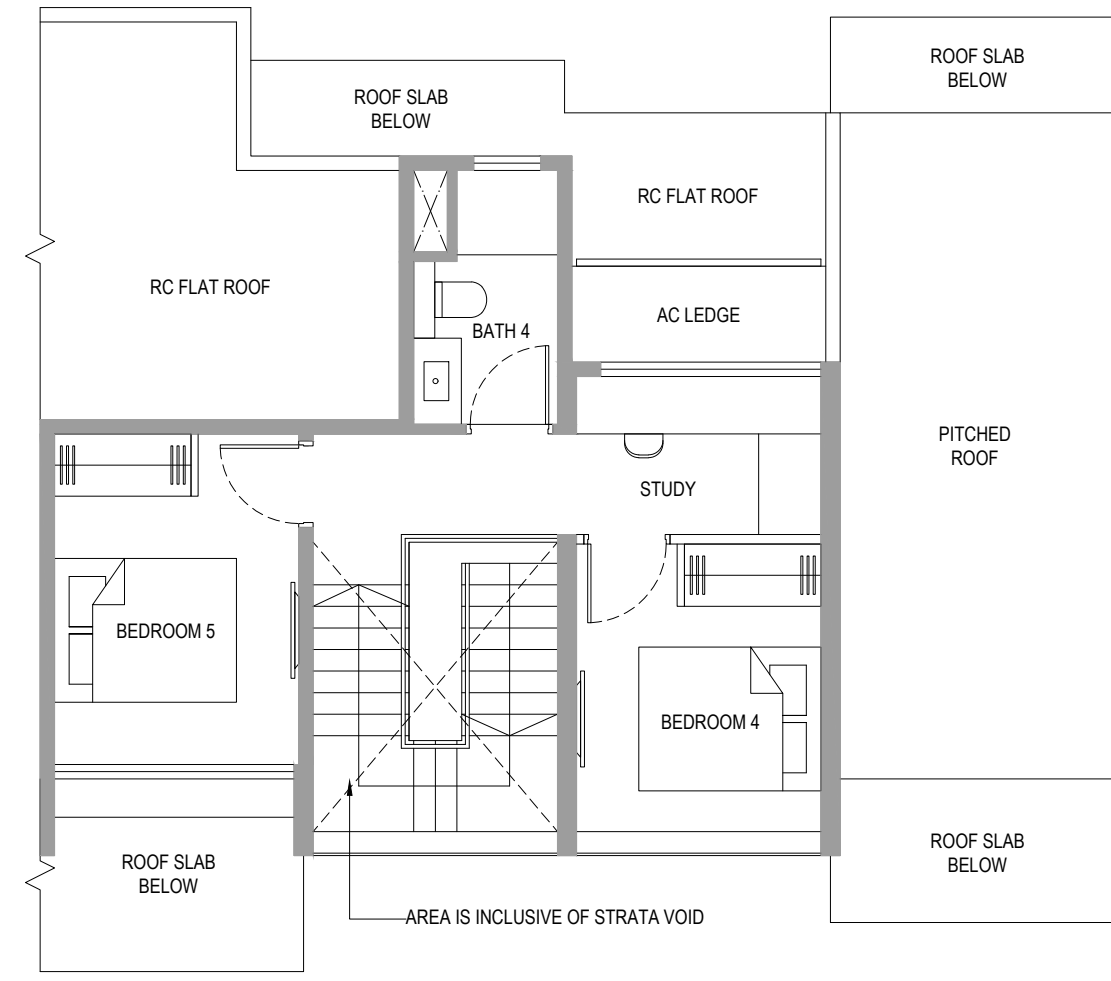 ROOF SLAB
BELOW
ROOF SLAB
BELOW
RC FLAT ROOF
RC FLAT ROOF
AC LEDGE
BATH 4
PITCHED
ROOF
STUDY
BEDROOM 5
BEDROOM 4
ROOF SLAB
BELOW
ROOF SLAB
BELOW
AREA IS INCLUSIVE OF STRATA VOID